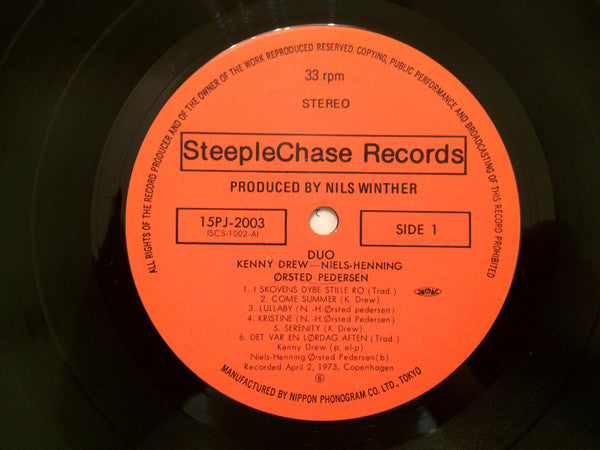 ALL RIGHTS OF THE RECORD PRODUCER AND OF THE OWNER OF THE WORK REPRODUCED RESERVED. COPYING, PUBLIC PERFORMANCE AND BROADCASTING OF THIS RECORD PROHIBITED
33 rpm
STEREO
SteepleChase Records
PRODUCED BY NILS WINTHER
15PJ-2003
(SCS-1002-A)
SIDE 1
DUO
KENNY DREW—NIELS-HENNING
ØRSTED PEDERSEN
1. I SKOVENS DYBE STILLE RO (Trad.)
2. COME SUMMER (K. Drew)
3. LULLABY (N. -H. Ørsted pedersen)
4. KRISTINE (N. -H. Ørsted Pedersen)
5. SERENITY (K. Drew)
6. DET VAR EN LØRDAG AFTEN (Trad.)
Kenny Drew (p, el-p)
Niels-Henning Ørsted Pedersen (b)
Recorded April 2, 1973, Copenhagen
JASRAC
6
MANUFACTURED BY NIPPON PHONOGRAM CO. LTD., TOKYO